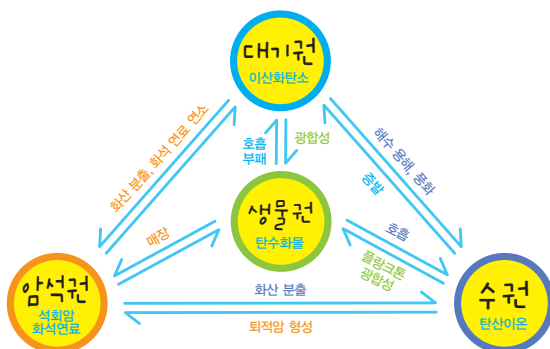 대기권
이산화탄소
화산 분출, 화석 연료 연소
호흡
부패
광합성
해수 용해, 풍화
증발
생물권
탄수화물
매장
호흡
플랑크톤
광합성
암석권
석회암
화석연료
화산 분출
퇴적암 형성
수권
탄산이온